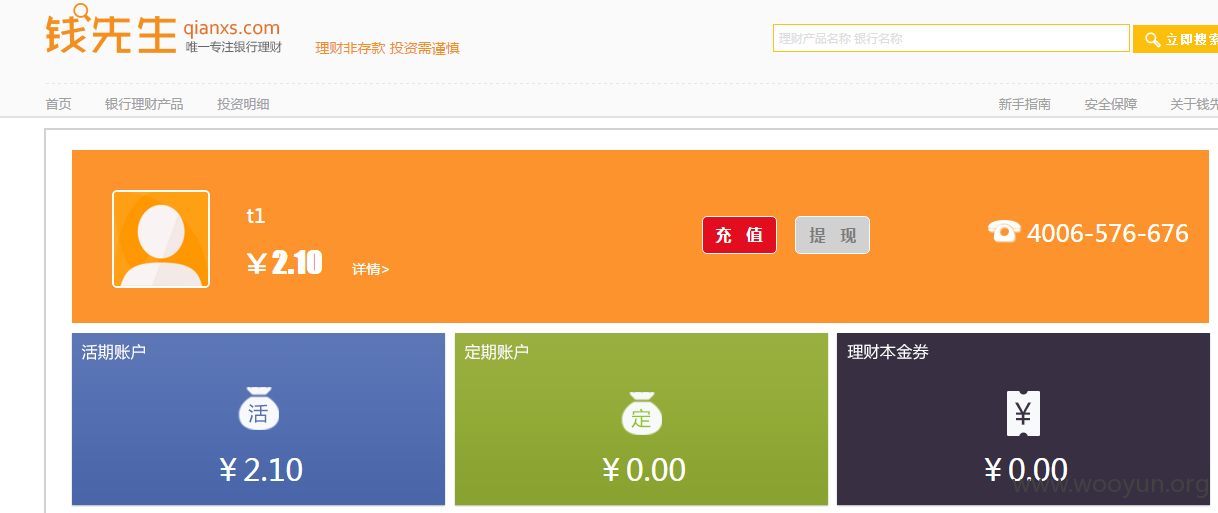 钱先生 qianxs.com
唯一专注银行理财
理财非存款 投资需谨慎
理财产品名称 银行名称
立即搜索
首页 银行理财产品 投资明细 新手指南 安全保障 关于钱先
t1
¥2.10 详情>
充 值 提 现
4006-576-676
活期账户
活
¥2.10
定期账户
定
¥0.00
理财本金券
¥
¥0.00
www.wooyun.org